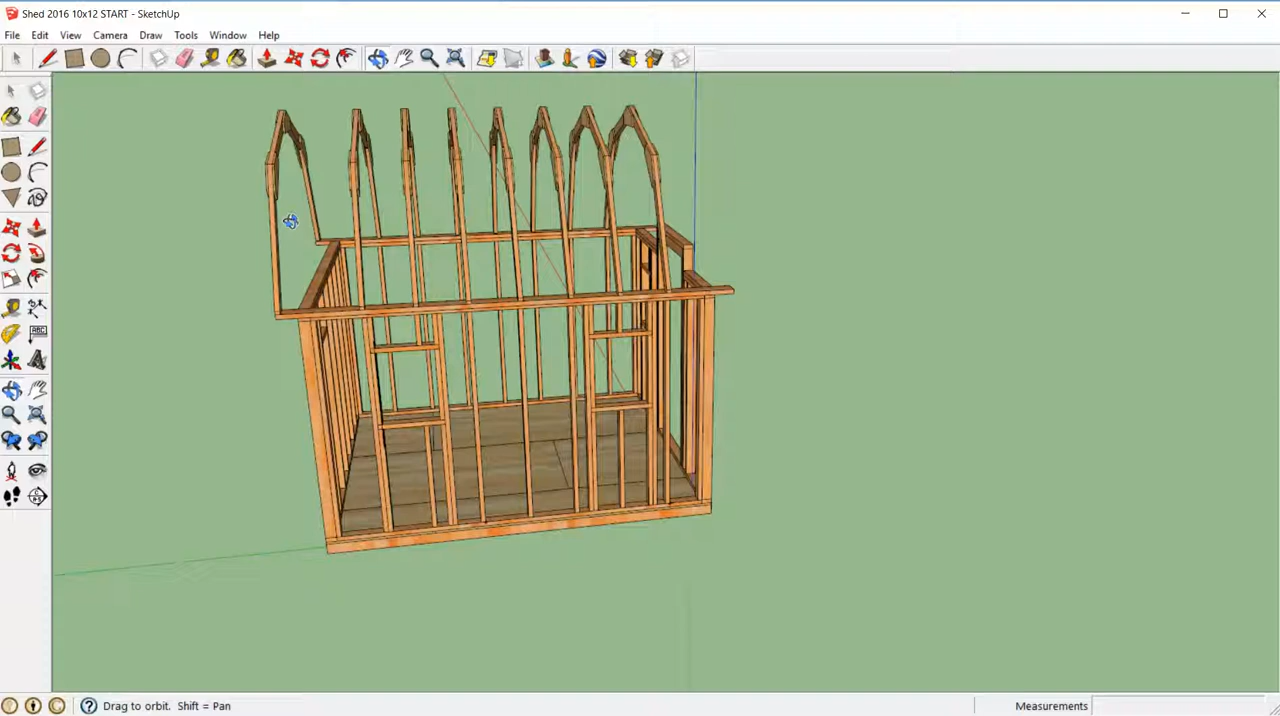 Shed 2016 10x12 START - SketchUp
File Edit View Camera Draw Tools Window Help
ABC
Drag to orbit. Shift = Pan
Measurements